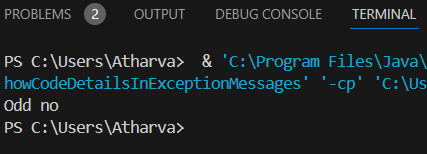 PROBLEMS 2 OUTPUT DEBUG CONSOLE TERMINAL
PS C:\Users\Atharva>  & 'C:\Program Files\Java\
howCodeDetailsInExceptionMessages' '-cp' 'C:\Us
Odd no
PS C:\Users\Atharva>